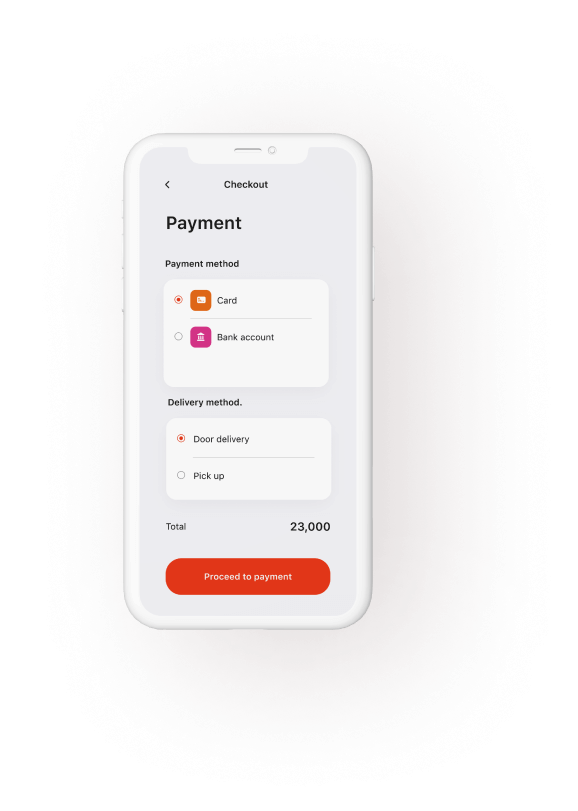 Checkout
Payment
Payment method
Card
Bank account
Delivery method.
Door delivery
Pick up
Total 23,000
Proceed to payment